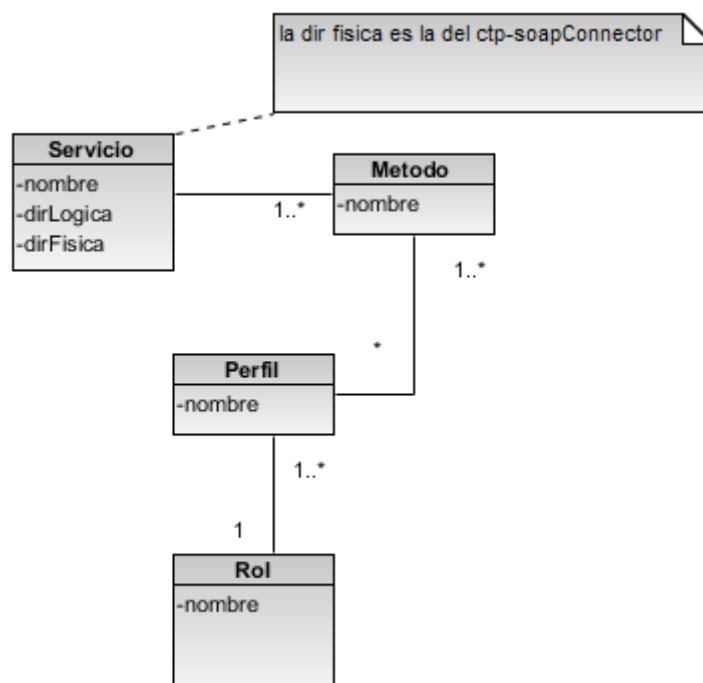 la dir fisica es la del ctp-soapConnector
Servicio
-nombre
-dirLogica
-dirFisica
Metodo
-nombre
1..*
1..*
*
Perfil
-nombre
1..*
1
Rol
-nombre